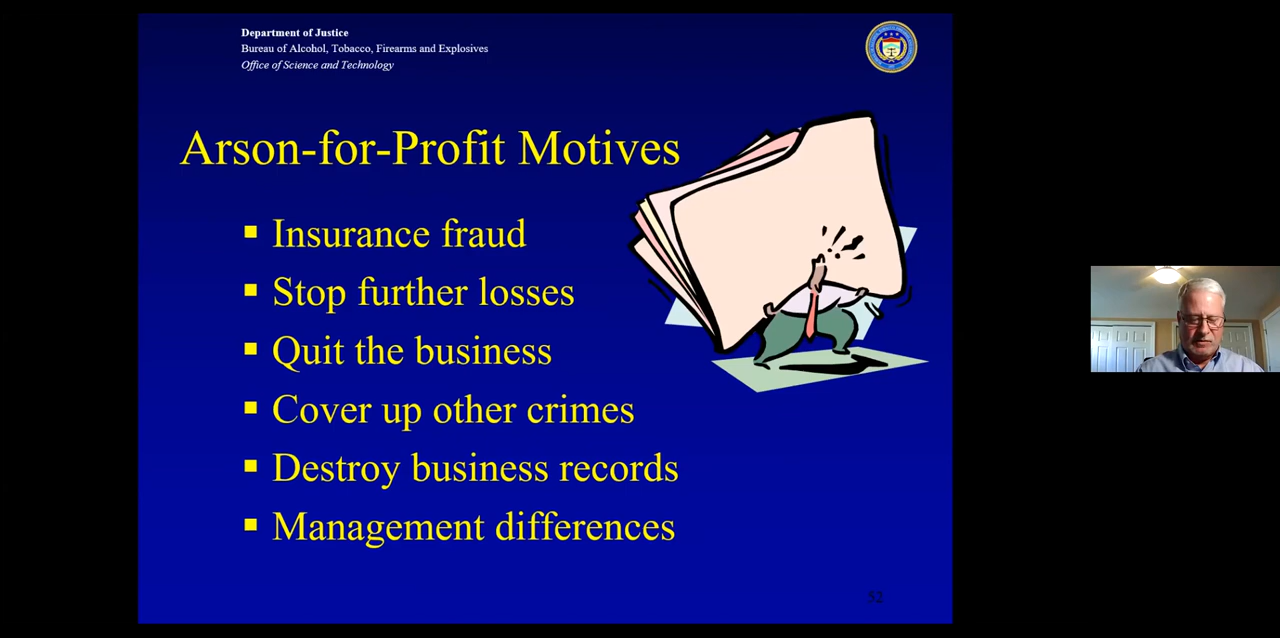 Department of Justice
Bureau of Alcohol, Tobacco, Firearms and Explosives
Office of Science and Technology
Arson-for-Profit Motives
▪ Insurance fraud
▪ Stop further losses
▪ Quit the business
▪ Cover up other crimes
▪ Destroy business records
▪ Management differences
52